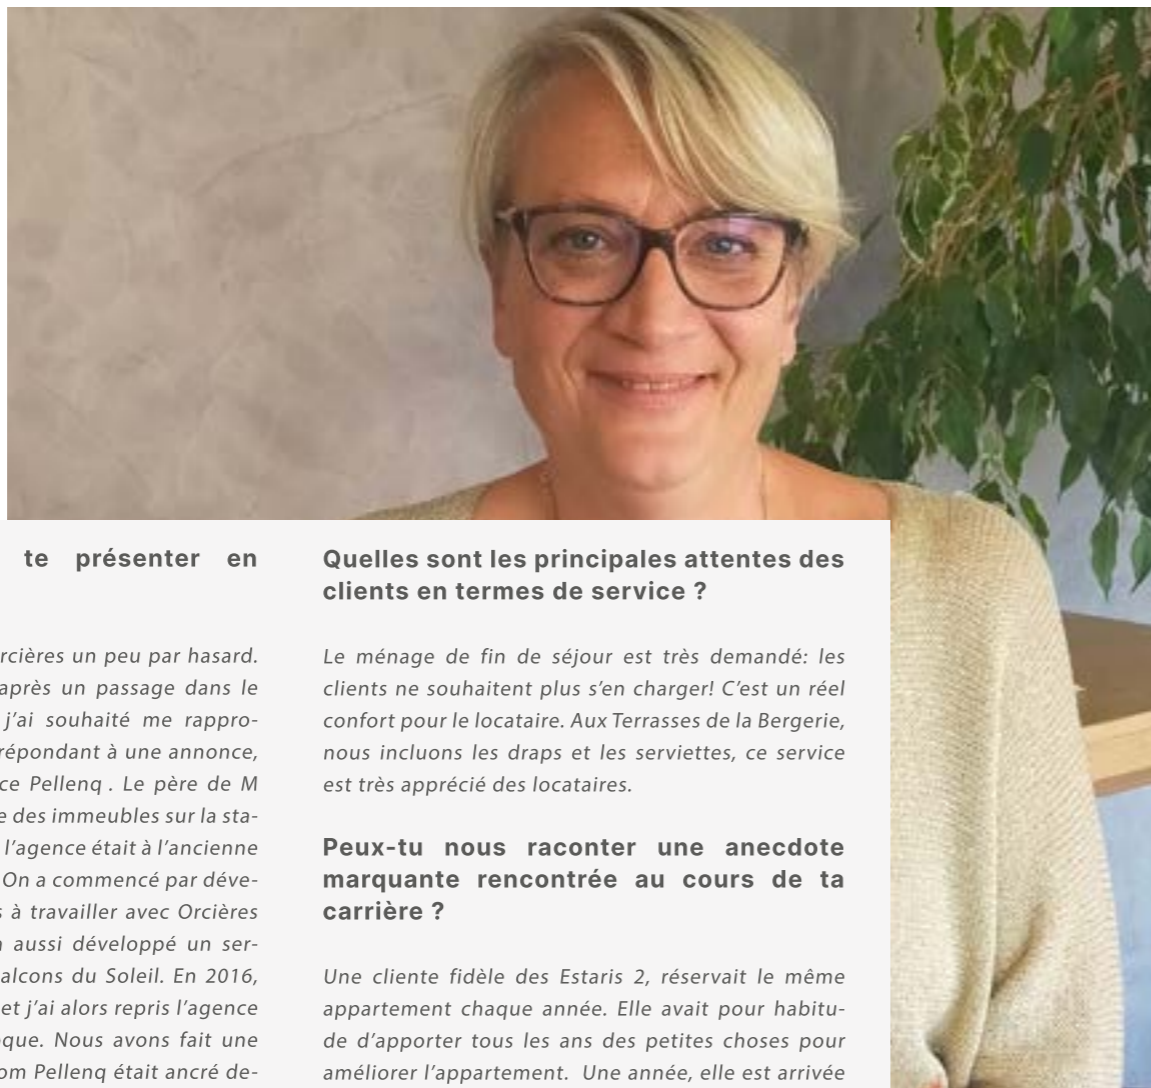 te présenter en
rcières un peu par hasard.
après un passage dans le
j'ai souhaité me rappro-
répondant à une annonce,
ce Pellenq . Le père de M
e des immeubles sur la sta-
l'agence était à l'ancienne
On a commencé par déve-
s à travailler avec Orcières
a aussi développé un ser-
alcons du Soleil. En 2016,
et j'ai alors repris l'agence
que. Nous avons fait une
om Pellenq était ancré de-
Quelles sont les principales attentes des
clients en termes de service ?
Le ménage de fin de séjour est très demandé: les
clients ne souhaitent plus s’en charger! C’est un réel
confort pour le locataire. Aux Terrasses de la Bergerie,
nous incluons les draps et les serviettes, ce service
est très apprécié des locataires.
Peux-tu nous raconter une anecdote
marquante rencontrée au cours de ta
carrière ?
Une cliente fidèle des Estaris 2, réservait le même
appartement chaque année. Elle avait pour habitu-
de d’apporter tous les ans des petites choses pour
améliorer l’appartement. Une année, elle est arrivée